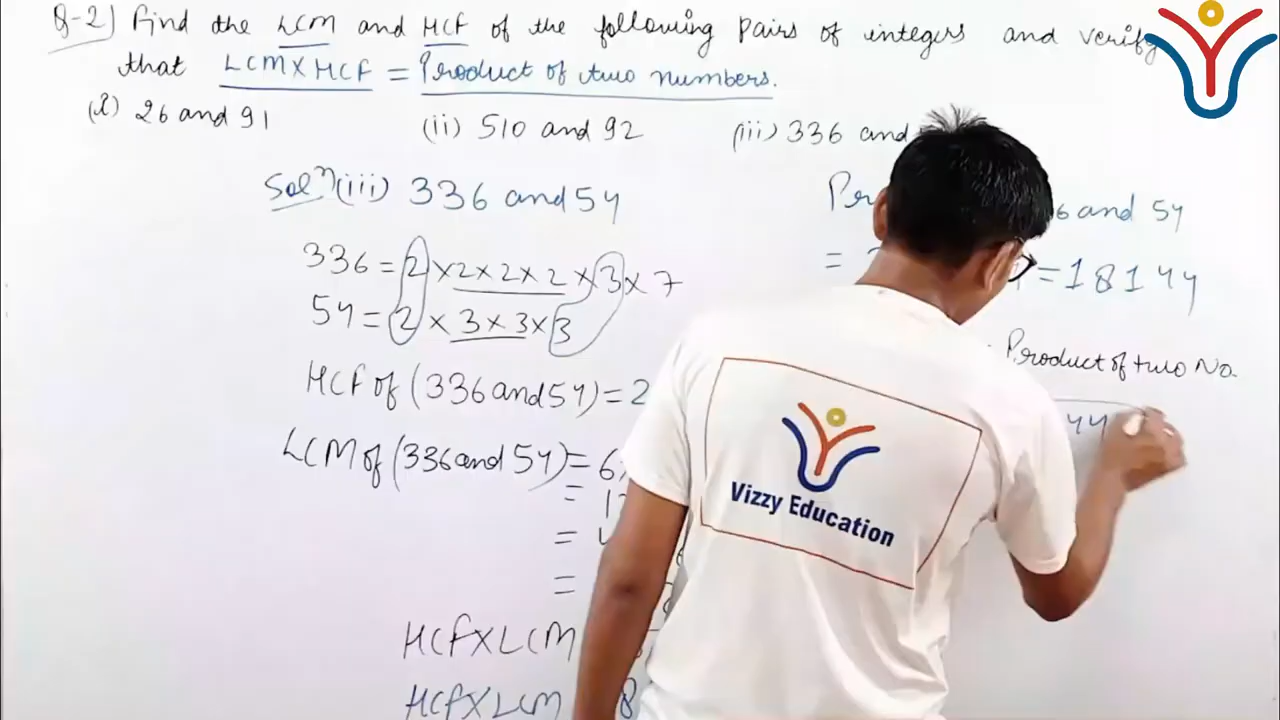 Q-2) Find the LCM and HCF of the following pairs of integers and verify
that LCM×HCF = Product of two numbers.
(i) 26 and 91 (ii) 510 and 92 (iii) 336 and
Solⁿ (iii) 336 and 54
336 = 2×2×2×2×3×7
54 = 2×3×3×3
HCF of (336 and 54) = 2
LCM of (336 and 54) = 6
=
=
=
HCF×LCM
HCF×LCM
6 and 54
= = 18144
Product of two No.
44
Vizzy Education